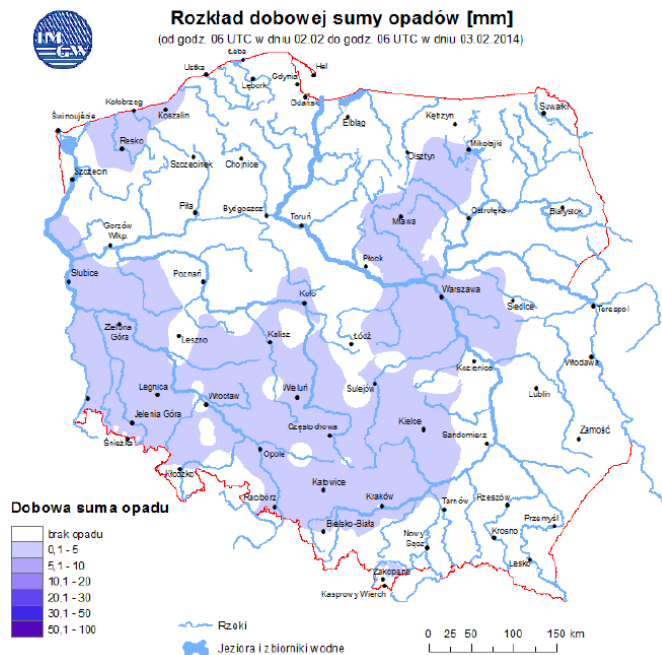 IM
GW
Rozkład dobowej sumy opadów [mm]
(od godz. 06 UTC w dniu 02.02 do godz. 06 UTC w dniu 03.02.2014)
Łeba
Hel
Ustka
Gdynia
Lębork
Gdańsk
Kołobrzeg
Koszalin
Suwałki
Świnoujście
Elbląg
Kętrzyn
Resko
Mikołajki
Olsztyn
Szczecinek
Chojnice
Szczecin
Piła
Bydgoszcz
Toruń
Mława
Ostrołęka
Białystok
Gorzów
Wlkp.
Płock
Słubice
Poznań
Koło
Warszawa
Siedlce
Terespol
Zielona
Góra
Leszno
Kalisz
Łódź
Kozienice
Włodawa
Legnica
Wrocław
Wieluń
Sulejów
Lublin
Jelenia Góra
Częstochowa
Kielce
Sandomierz
Zamość
Śnieżka
Opole
Kłodzko
Katowice
Racibórz
Kraków
Tarnów
Rzeszów
Przemyśl
Bielsko-Biała
Nowy
Sącz
Krosno
Lesko
Zakopane
Kasprowy Wierch
Dobowa suma opadu
brak opadu
0,1 - 5
5,1 - 10
10.1 - 20
20.1 - 30
30.1 - 50
50.1 - 100
Rzeki
Jeziora i zbiorniki wodne
0 25 50 100 150 km